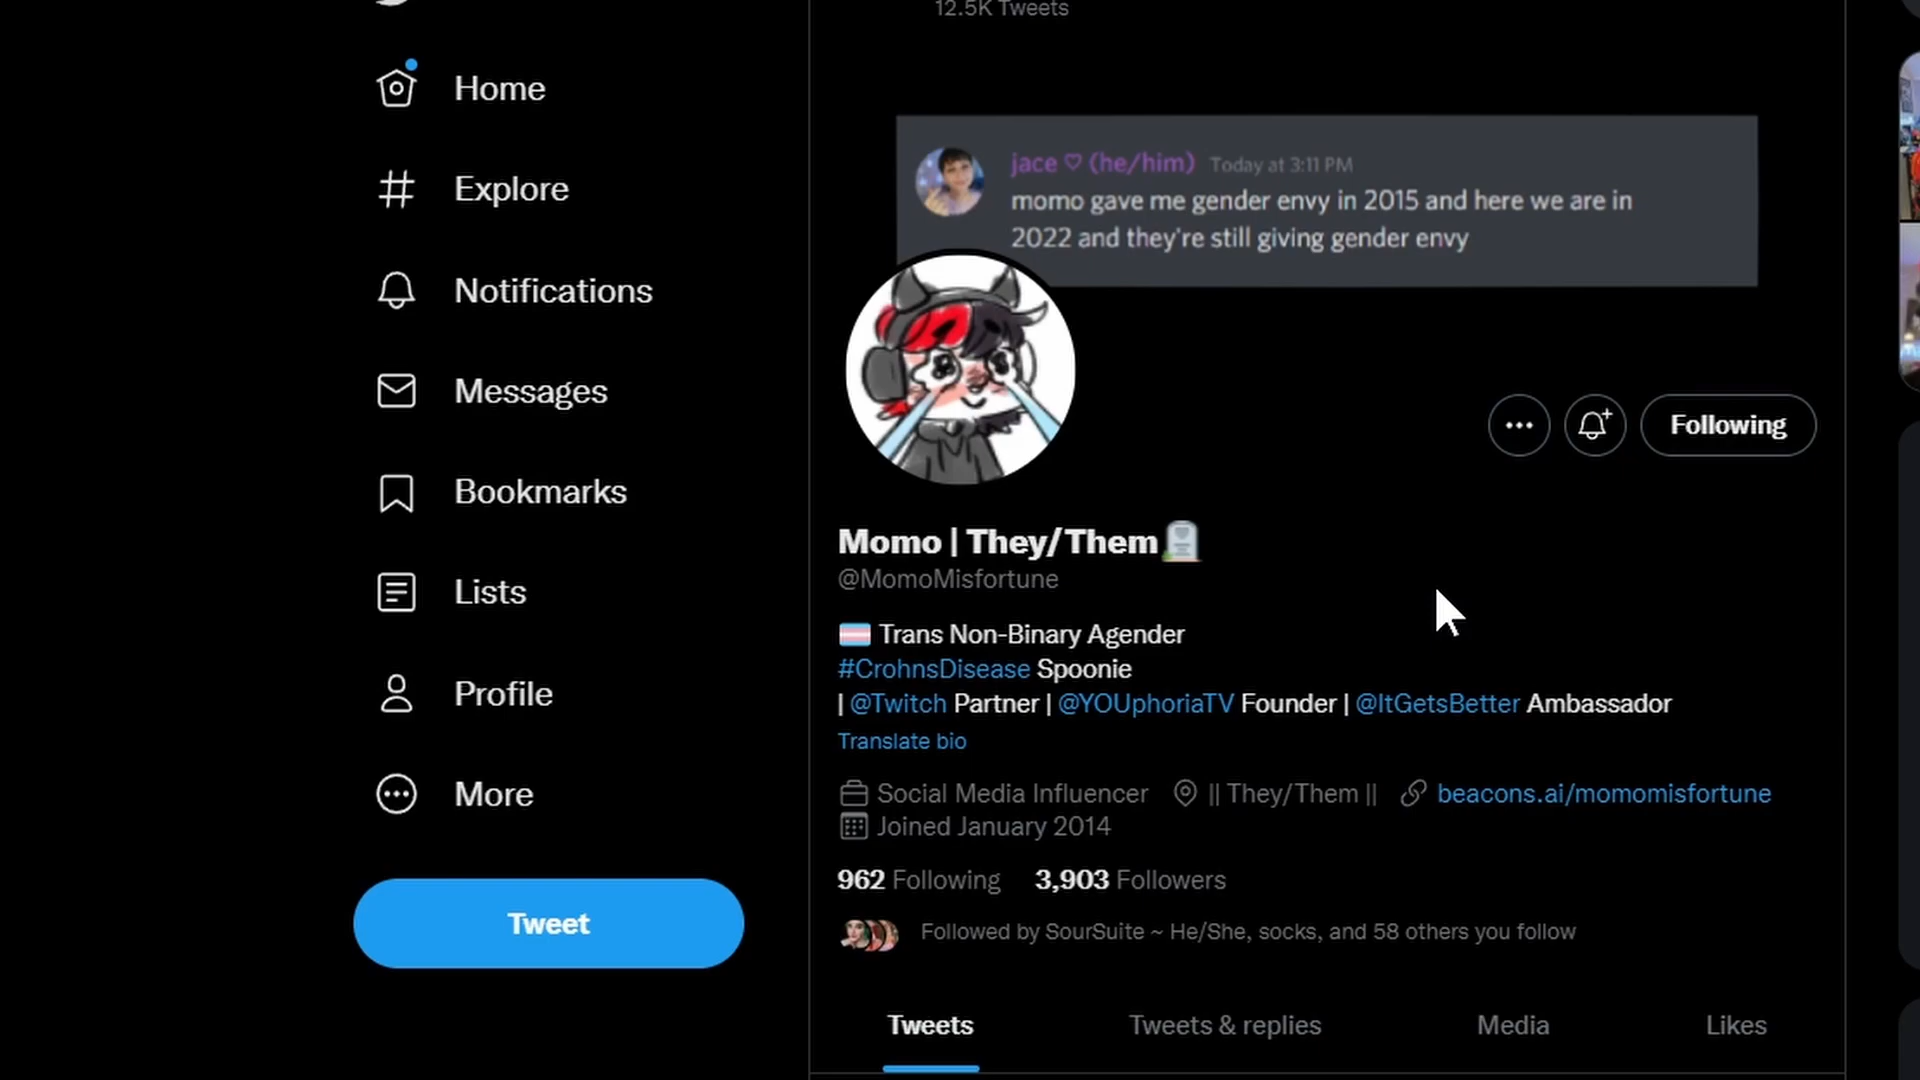 12.5K Tweets
Home
Explore
Notifications
Messages
Bookmarks
Lists
Profile
More
Tweet
jace ♡ (he/him) Today at 3:11 PM
momo gave me gender envy in 2015 and here we are in
2022 and they're still giving gender envy
Following
Momo | They/Them🪦
@MomoMisfortune
🏳️‍⚧️ Trans Non-Binary Agender
#CrohnsDisease Spoonie
| @Twitch Partner | @YOUphoriaTV Founder | @ItGetsBetter Ambassador
Translate bio
Social Media Influencer || They/Them || beacons.ai/momomisfortune
Joined January 2014
962 Following 3,903 Followers
Followed by SourSuite ~ He/She, socks, and 58 others you follow
Tweets Tweets & replies Media Likes